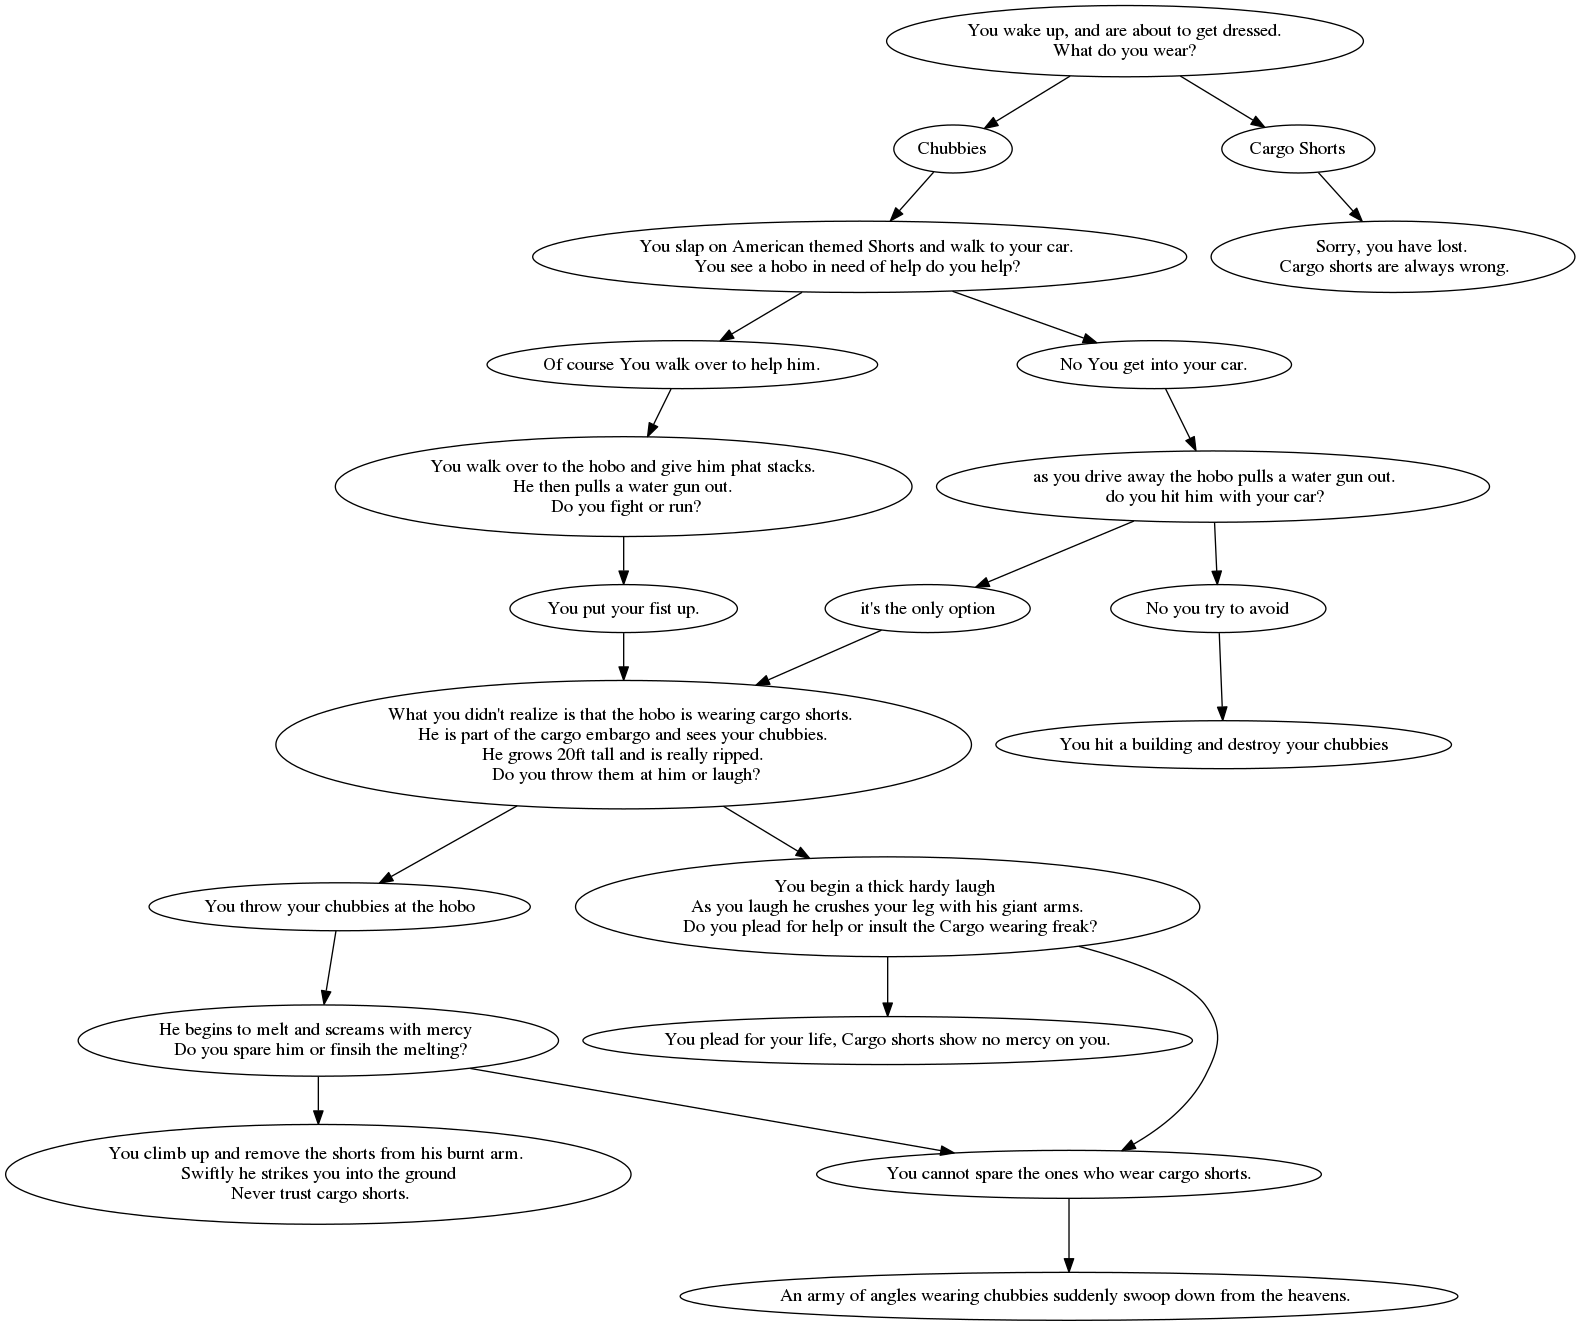 You wake up, and are about to get dressed.
What do you wear?
Chubbies
Cargo Shorts
You slap on American themed Shorts and walk to your car.
You see a hobo in need of help do you help?
Sorry, you have lost.
Cargo shorts are always wrong.
Of course You walk over to help him.
No You get into your car.
You walk over to the hobo and give him phat stacks.
He then pulls a water gun out.
Do you fight or run?
as you drive away the hobo pulls a water gun out.
do you hit him with your car?
You put your fist up.
it's the only option
No you try to avoid
What you didn't realize is that the hobo is wearing cargo shorts.
He is part of the cargo embargo and sees your chubbies.
He grows 20ft tall and is really ripped.
Do you throw them at him or laugh?
You hit a building and destroy your chubbies
You throw your chubbies at the hobo
You begin a thick hardy laugh
As you laugh he crushes your leg with his giant arms.
Do you plead for help or insult the Cargo wearing freak?
He begins to melt and screams with mercy
Do you spare him or finsih the melting?
You plead for your life, Cargo shorts show no mercy on you.
You climb up and remove the shorts from his burnt arm.
Swiftly he strikes you into the ground
Never trust cargo shorts.
You cannot spare the ones who wear cargo shorts.
An army of angles wearing chubbies suddenly swoop down from the heavens.